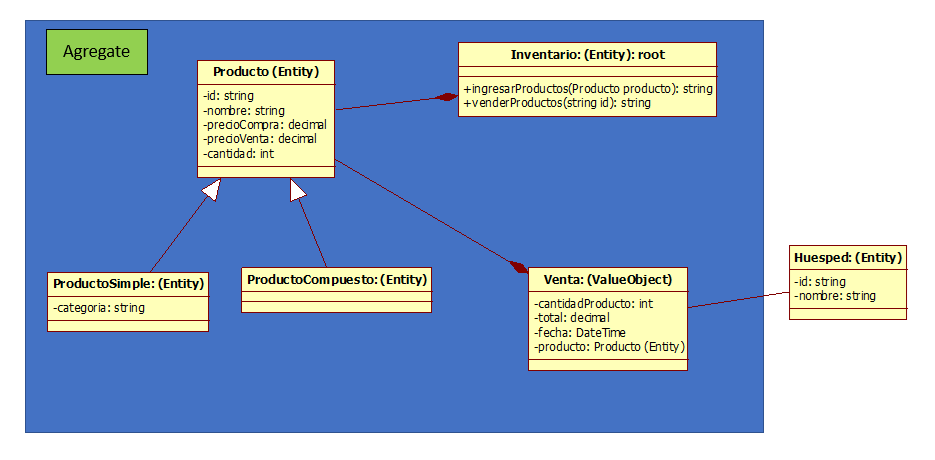 Agregate
Producto (Entity)
-id: string
-nombre: string
-precioCompra: decimal
-precioVenta: decimal
-cantidad: int
Inventario: (Entity): root
+ingresarProductos(Producto producto): string
+venderProductos(string id): string
ProductoSimple: (Entity)
-categoria: string
ProductoCompuesto: (Entity)
Venta: (ValueObject)
-cantidadProducto: int
-total: decimal
-fecha: DateTime
-producto: Producto (Entity)
Huesped: (Entity)
-id: string
-nombre: string